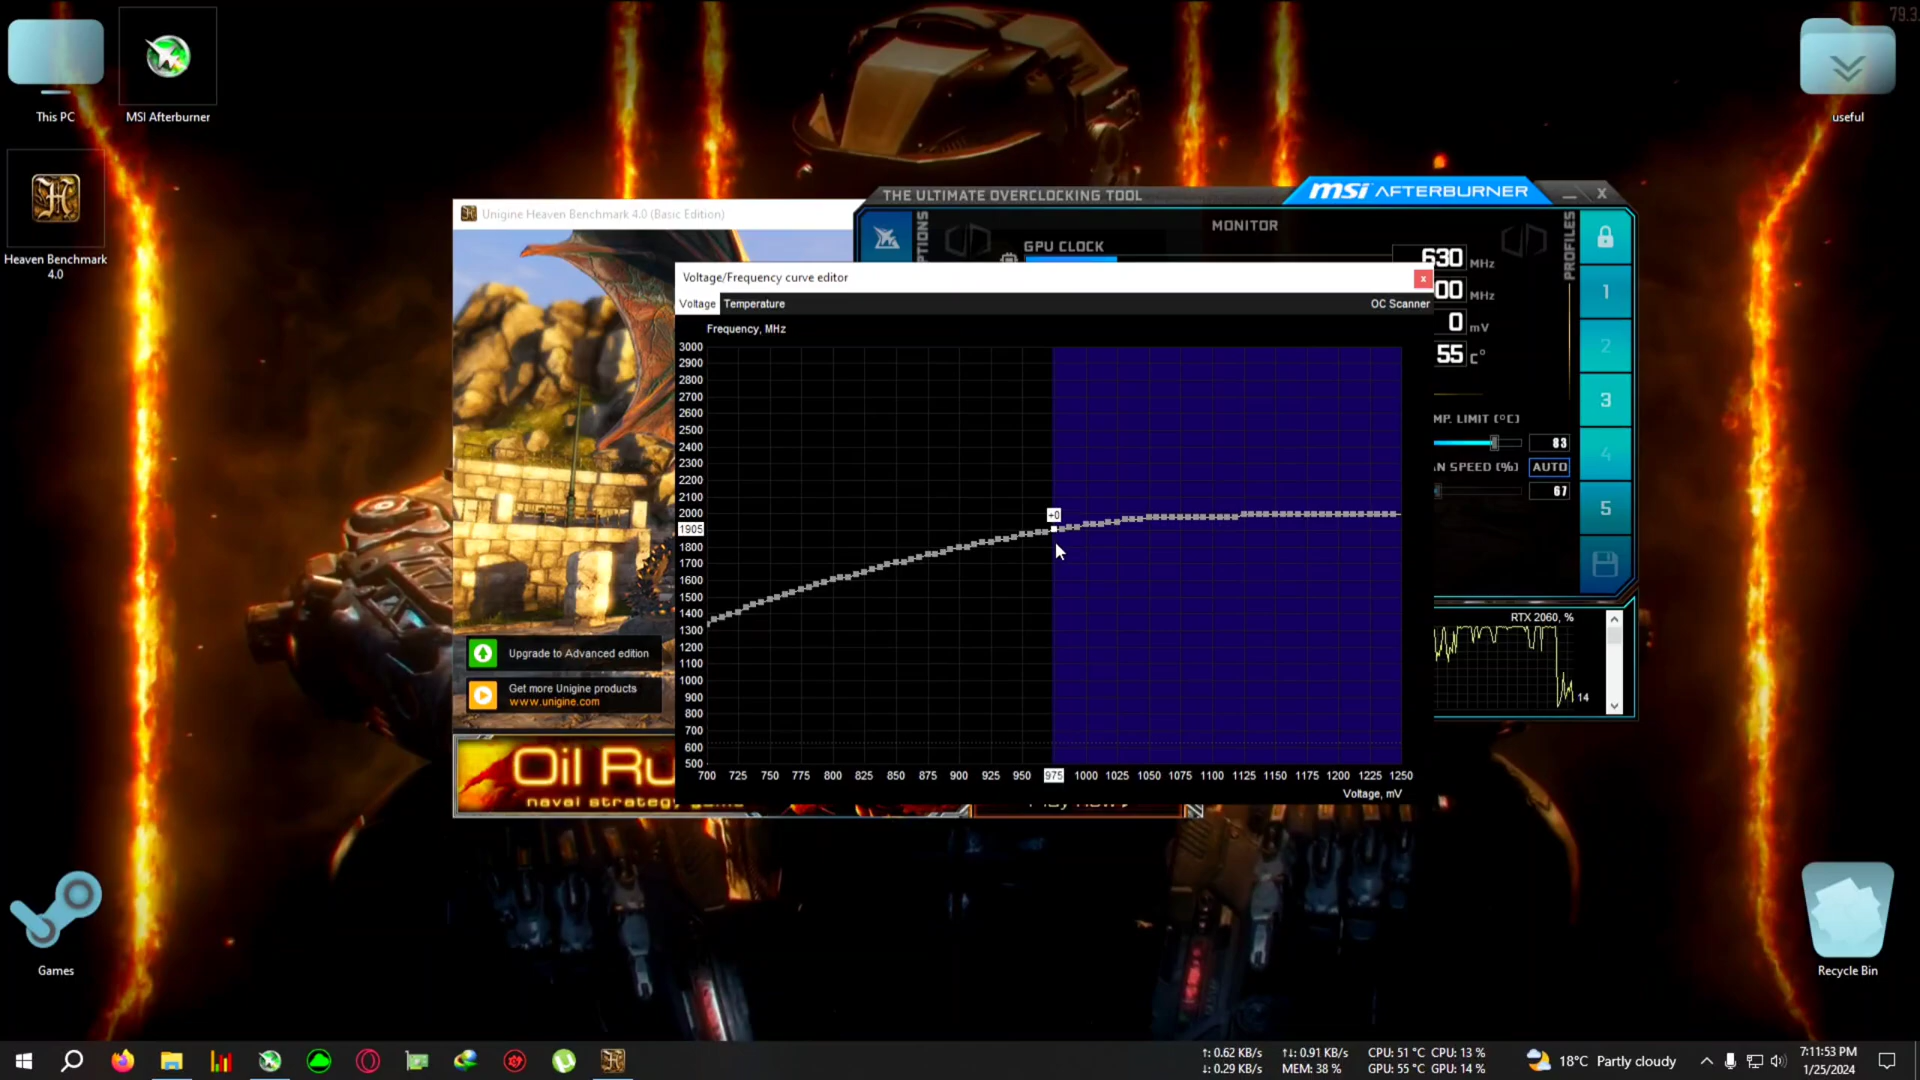 79.3
This PC
MSI Afterburner
useful
Heaven Benchmark
4.0
Unigine Heaven Benchmark 4.0 (Basic Edition)
THE ULTIMATE OVERCLOCKING TOOL
msi AFTERBURNER
MONITOR
GPU CLOCK
630 MHz
00 MHz
0 mV
55 C°
PROFILES
1
2
3
4
5
MP. LIMIT (°C)
83
N SPEED (%) AUTO
67
RTX 2060, %
14
Voltage/Frequency curve editor
x
Voltage Temperature
OC Scanner
Frequency, MHz
3000
2900
2800
2700
2600
2500
2400
2300
2200
2100
2000
1905
1800
1700
1600
1500
1400
1300
1200
1100
1000
900
800
700
600
500
+0
700 725 750 775 800 825 850 875 900 925 950 975 1000 1025 1050 1075 1100 1125 1150 1175 1200 1225 1250
Voltage, mV
Upgrade to Advanced edition
Get more Unigine products
www.unigine.com
Oil Ru
naval strategy game
Games
Recycle Bin
↑: 0.62 KB/s
↓: 0.29 KB/s
↑↓: 0.91 KB/s
MEM: 38 %
CPU: 51 °C CPU: 13 %
GPU: 55 °C GPU: 14 %
18°C Partly cloudy
7:11:53 PM
1/25/2024